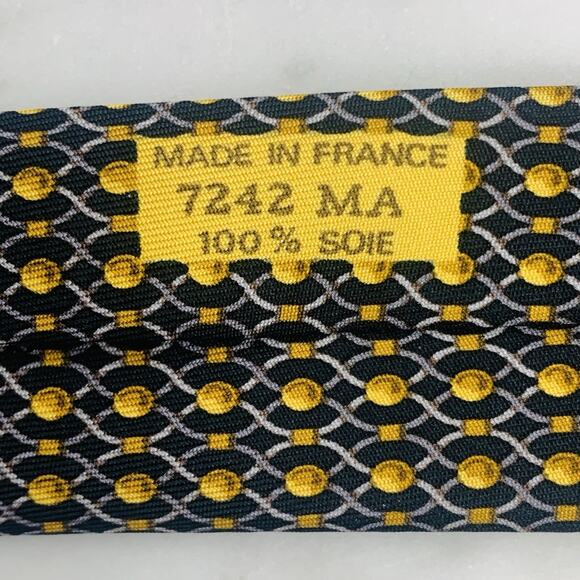 MADE IN FRANCE
7242 MA
100 % SOIE